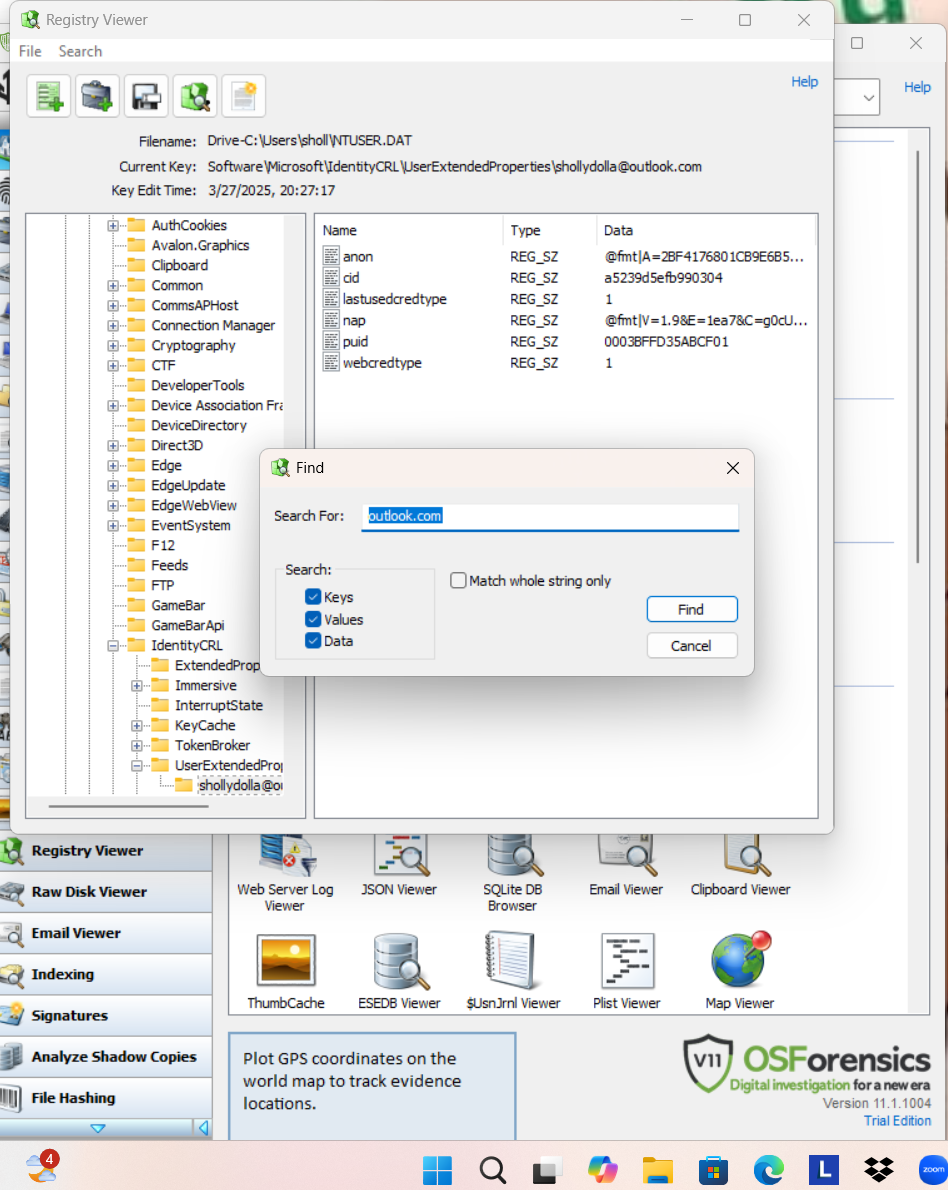 Registry Viewer
File Search
Help
Help
Filename: Drive-C:\Users\sholl\NTUSER.DAT
Current Key: Software\Microsoft\IdentityCRL\UserExtendedProperties\shollydolla@outlook.com
Key Edit Time: 3/27/2025, 20:27:17
AuthCookies
Avalon.Graphics
Clipboard
Common
CommsAPHost
Connection Manager
Cryptography
CTF
DeveloperTools
Device Association Fra
DeviceDirectory
Direct3D
Edge
EdgeUpdate
EdgeWebView
EventSystem
F12
Feeds
FTP
GameBar
GameBarApi
IdentityCRL
ExtendedProp
Immersive
InterruptState
KeyCache
TokenBroker
UserExtendedProp
shollydolla@ou
Name Type Data
anon REG_SZ @fmt|A=2BF4176801CB9E6B5...
cid REG_SZ a5239d5efb990304
lastusedcredtype REG_SZ 1
nap REG_SZ @fmt|V=1.9&E=1ea7&C=g0cU...
puid REG_SZ 0003BFFD35ABCF01
webcredtype REG_SZ 1
Find
Search For: outlook.com
Search:
Keys
Values
Data
Match whole string only
Find
Cancel
Registry Viewer
Raw Disk Viewer
Email Viewer
Indexing
Signatures
Analyze Shadow Copies
File Hashing
Web Server Log Viewer
JSON Viewer
SQLite DB Browser
Email Viewer
Clipboard Viewer
ThumbCache
ESEDB Viewer
$UsnJrnl Viewer
Plist Viewer
Map Viewer
Plot GPS coordinates on the
world map to track evidence
locations.
V11 OSForensics
Digital investigation for a new era
Version 11.1.1004
Trial Edition
4
L
zoom